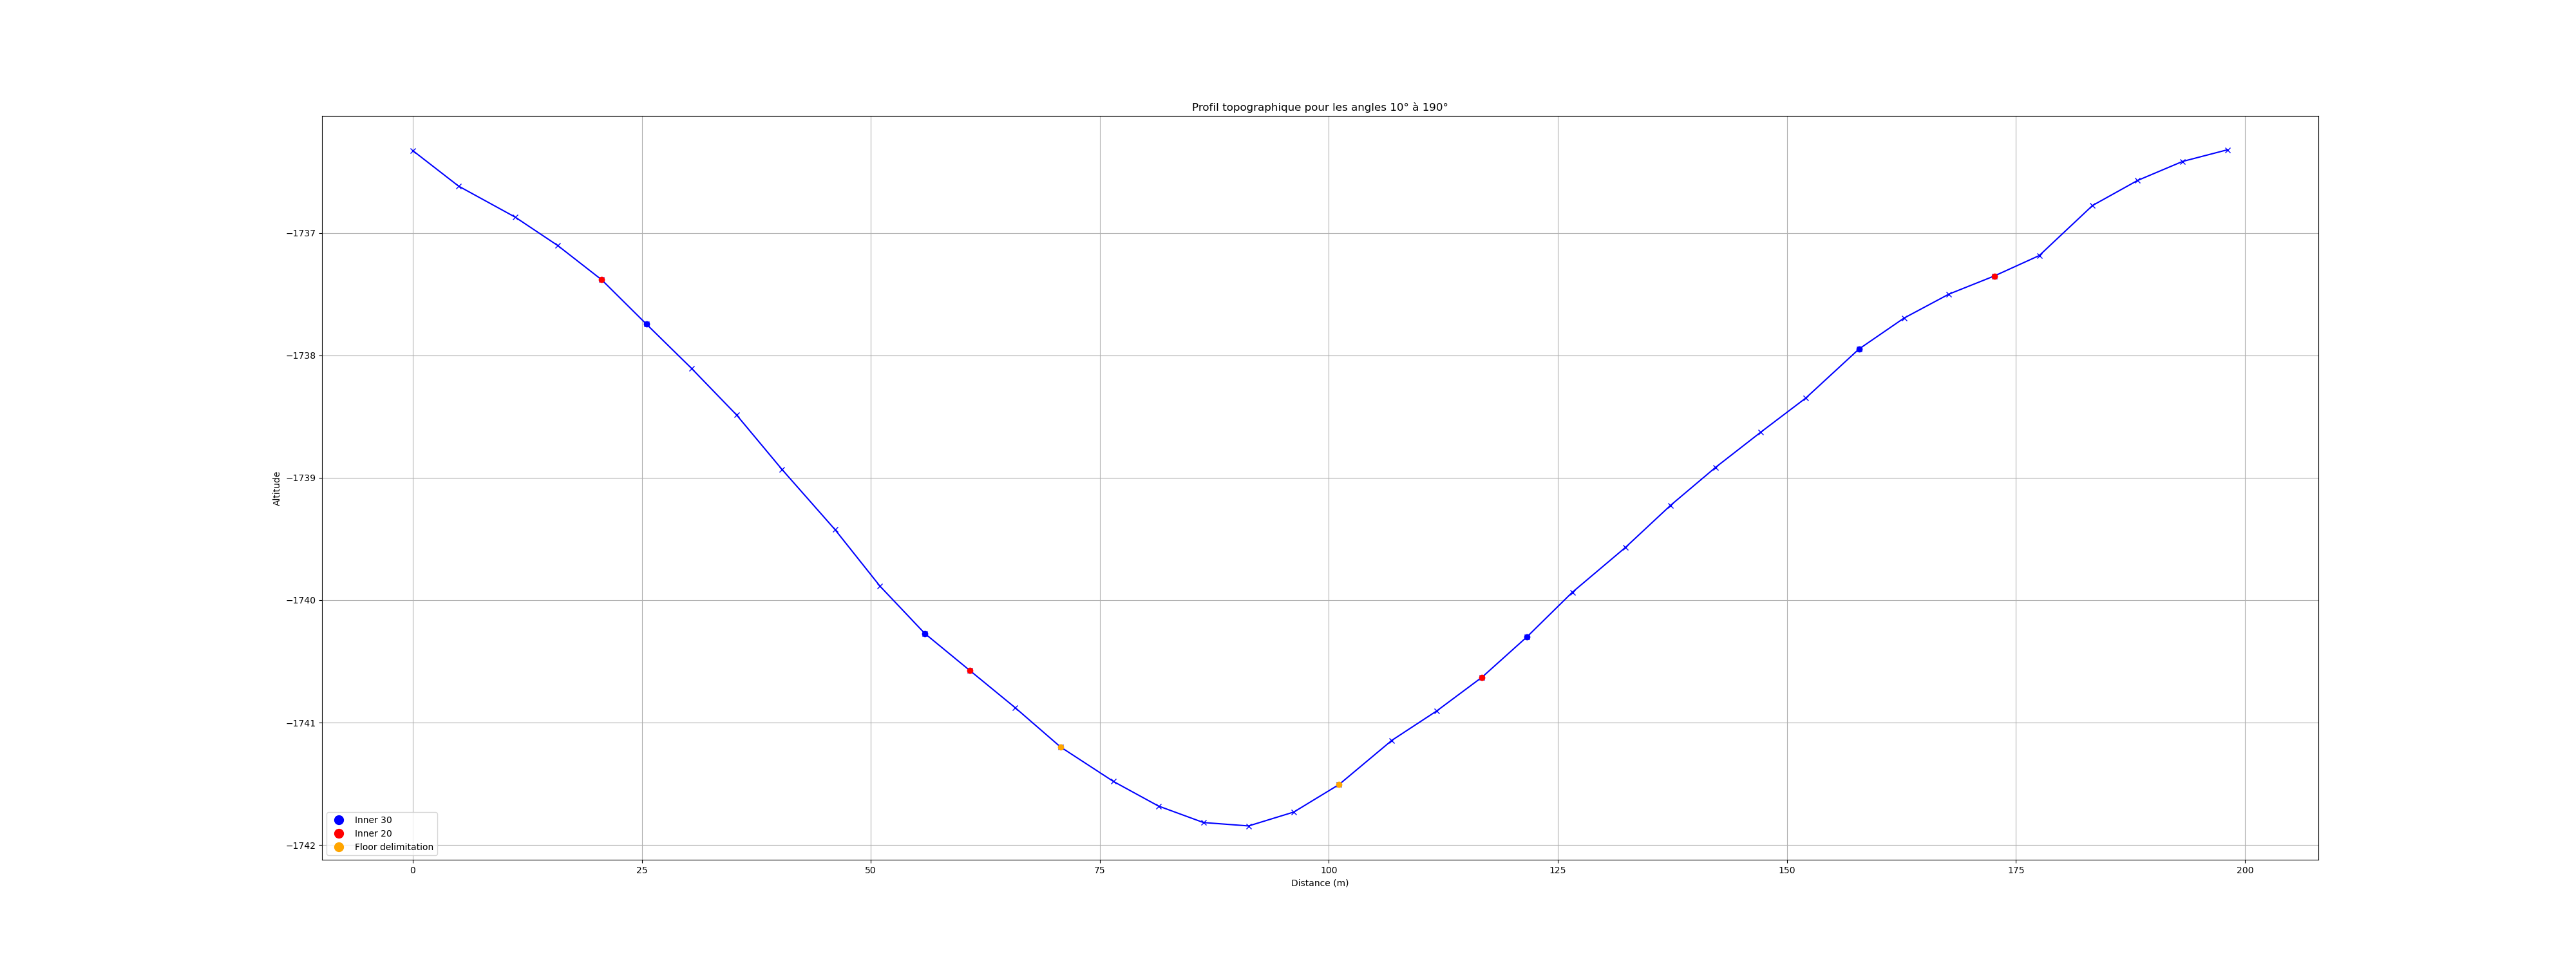 Profil topographique pour les angles 10° à 190°
Altitude
−1737
−1738
−1739
−1740
−1741
−1742
Inner 30
Inner 20
Floor delimitation
0 25 50 75 100 125 150 175 200
Distance (m)